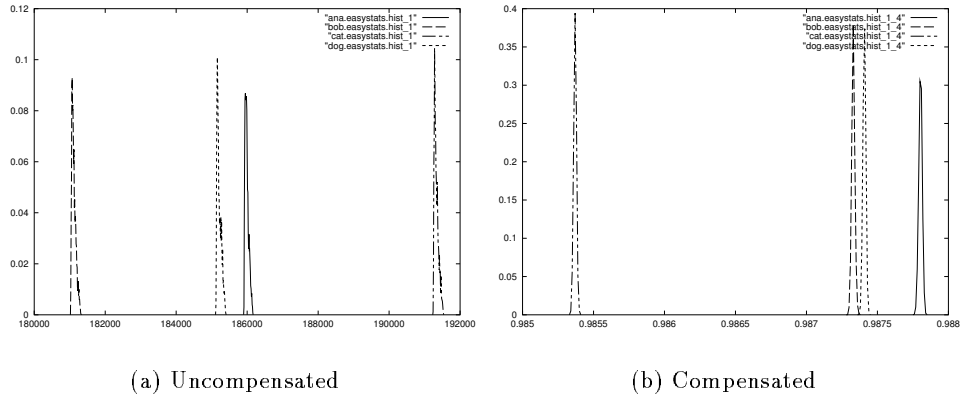 0.12
0.1
0.08
0.06
0.04
0.02
0
180000 182000 184000 186000 188000 190000 192000
"ana.easystats.hist_1"
"bob.easystats.hist_1"
"cat.easystats.hist_1"
"dog.easystats.hist_1"
(a) Uncompensated
0.4
0.35
0.3
0.25
0.2
0.15
0.1
0.05
0
0.985 0.9855 0.986 0.9865 0.987 0.9875 0.988
"ana.easystats.hist_1_4"
"bob.easystats.hist_1_4"
"cat.easystats.hist_1_4"
"dog.easystats.hist_1_4"
(b) Compensated